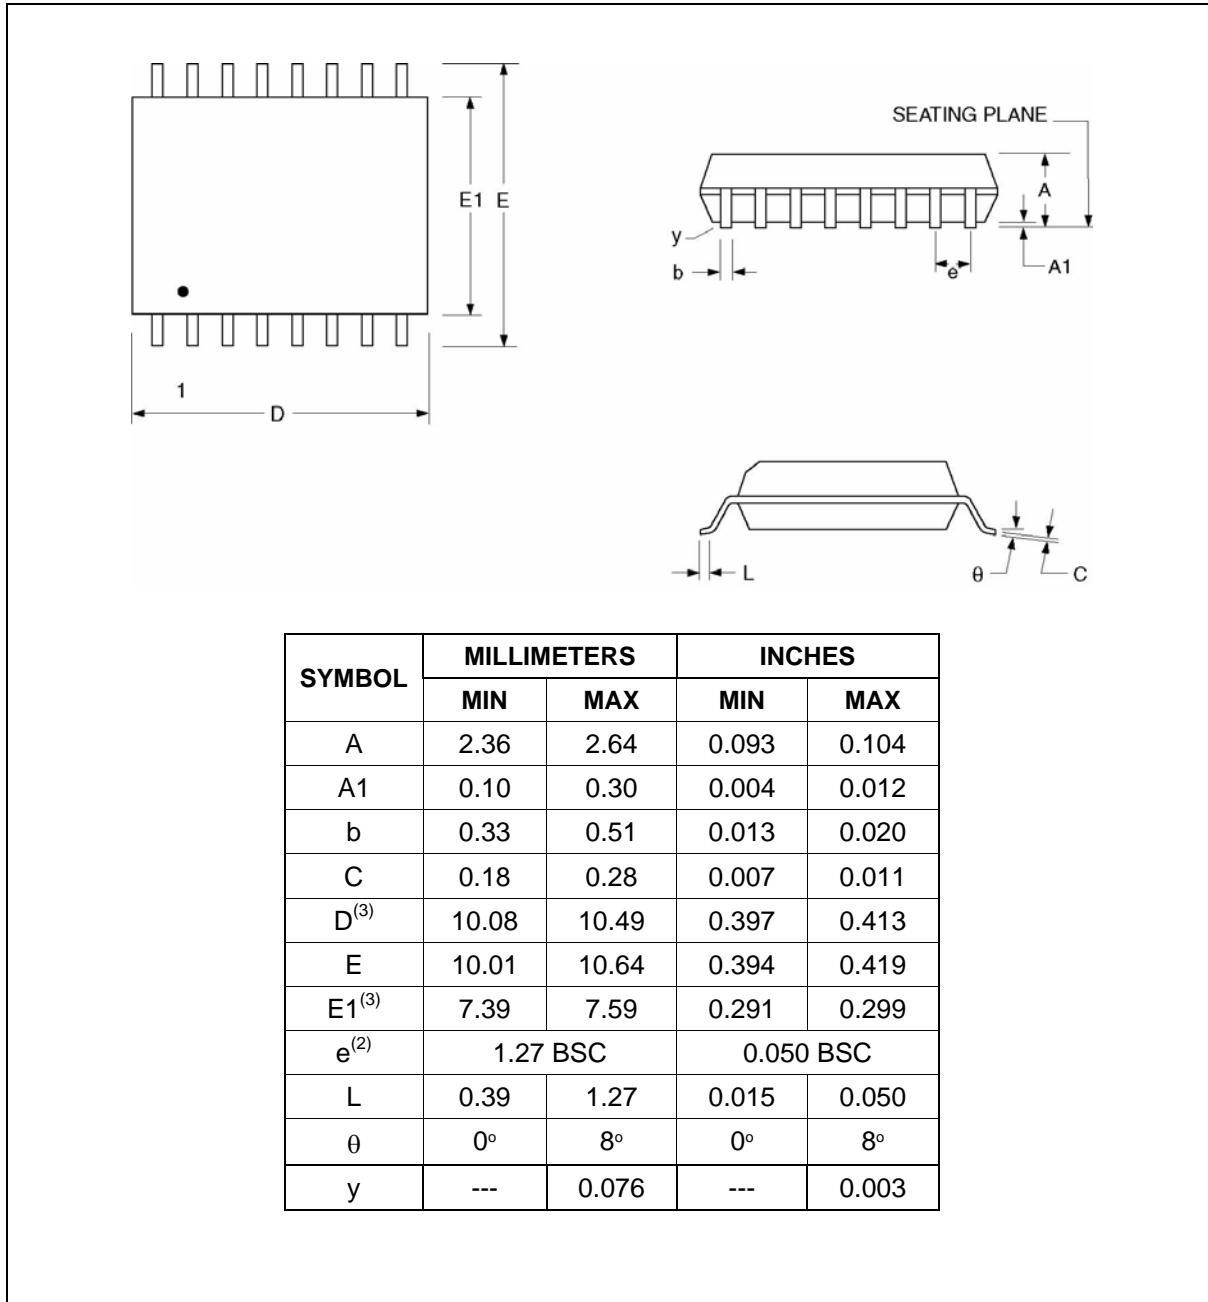 E1 E
1
D
SEATING PLANE
A
y
b
e
A1
L
θ
C
SYMBOL MILLIMETERS INCHES
MIN MAX MIN MAX
A 2.36 2.64 0.093 0.104
A1 0.10 0.30 0.004 0.012
b 0.33 0.51 0.013 0.020
C 0.18 0.28 0.007 0.011
D(3) 10.08 10.49 0.397 0.413
E 10.01 10.64 0.394 0.419
E1(3) 7.39 7.59 0.291 0.299
e(2) 1.27 BSC 0.050 BSC
L 0.39 1.27 0.015 0.050
θ 0° 8° 0° 8°
y --- 0.076 --- 0.003